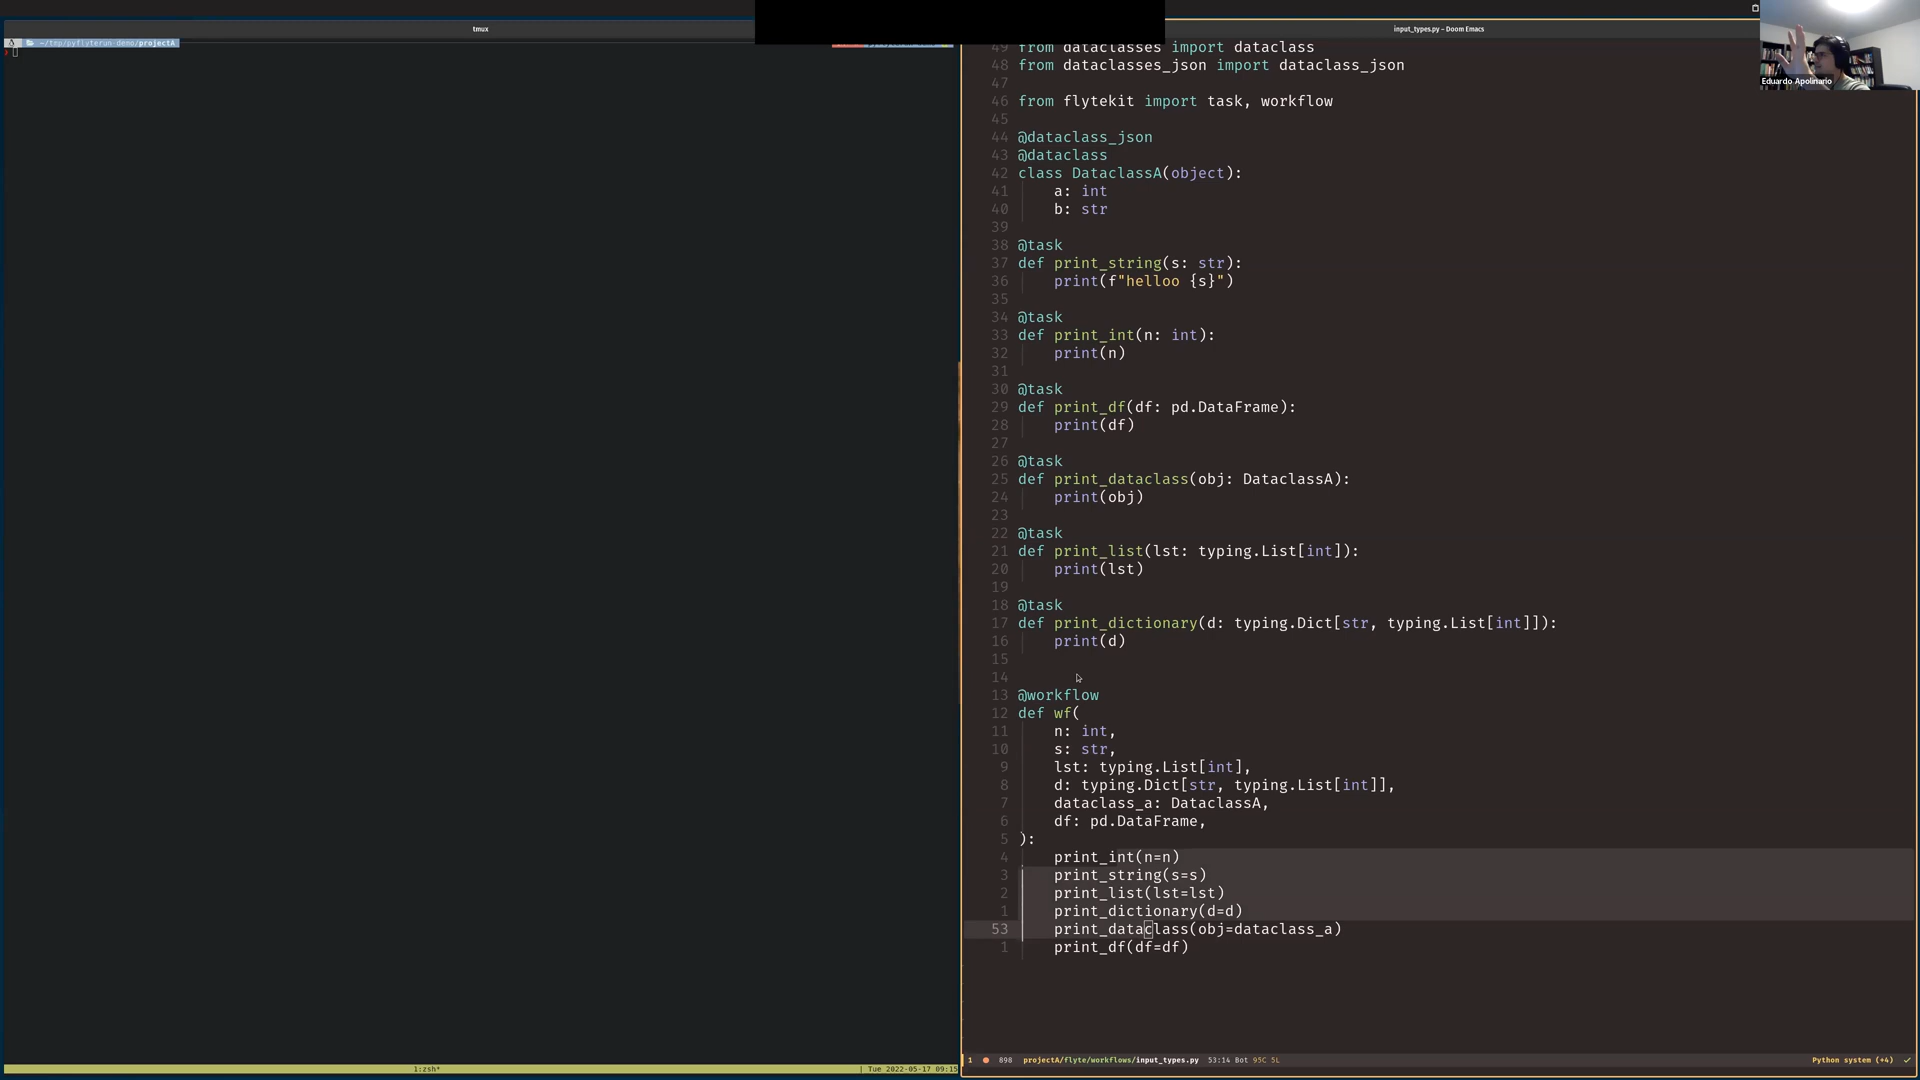 tmux
~/tmp/pyflyterun-demo/projectA
input_types.py – Doom Emacs
Eduardo Apolinario
49 from dataclasses import dataclass
48 from dataclasses_json import dataclass_json
47
46 from flytekit import task, workflow
45
44 @dataclass_json
43 @dataclass
42 class DataclassA(object):
41 a: int
40 b: str
39
38 @task
37 def print_string(s: str):
36 print(f"helloo {s}")
35
34 @task
33 def print_int(n: int):
32 print(n)
31
30 @task
29 def print_df(df: pd.DataFrame):
28 print(df)
27
26 @task
25 def print_dataclass(obj: DataclassA):
24 print(obj)
23
22 @task
21 def print_list(lst: typing.List[int]):
20 print(lst)
19
18 @task
17 def print_dictionary(d: typing.Dict[str, typing.List[int]]):
16 print(d)
15
14
13 @workflow
12 def wf(
11 n: int,
10 s: str,
9 lst: typing.List[int],
8 d: typing.Dict[str, typing.List[int]],
7 dataclass_a: DataclassA,
6 df: pd.DataFrame,
5 ):
4 print_int(n=n)
3 print_string(s=s)
2 print_list(lst=lst)
1 print_dictionary(d=d)
53 print_dataclass(obj=dataclass_a)
1 print_df(df=df)
1 898 projectA/flyte/workflows/input_types.py 53:14 Bot 95C 5L Python system (+4)
1:zsh* | Tue 2022-05-17 09:15